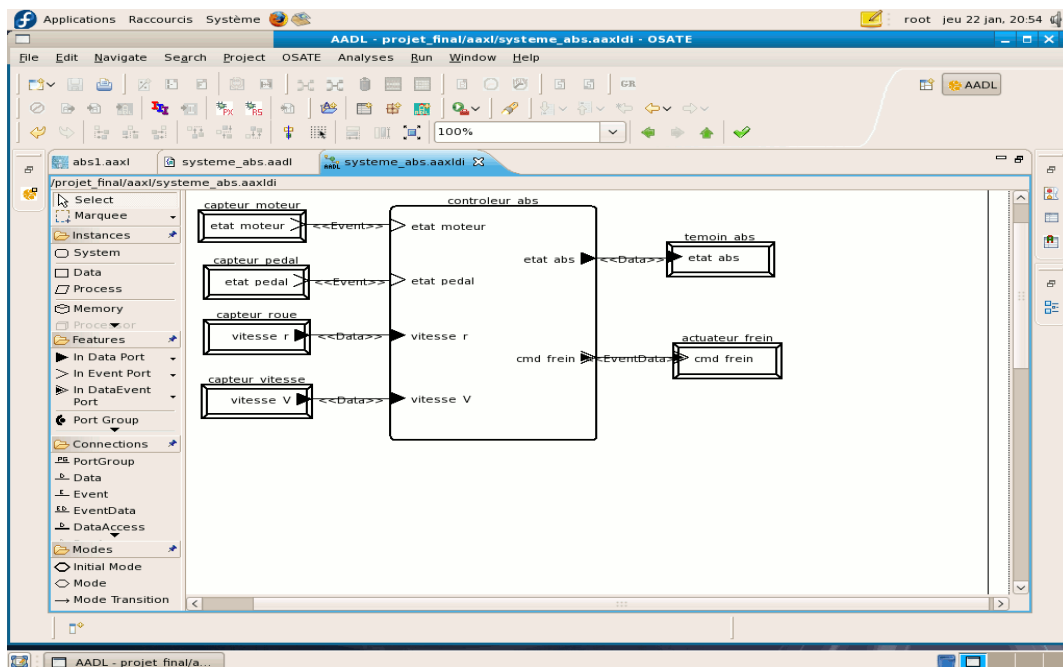 Applications Raccourcis Système
root jeu 22 jan, 20:54
AADL - projet_final/aaxl/systeme_abs.aaxldi - OSATE
File Edit Navigate Search Project OSATE Analyses Run Window Help
GR
AADL
PX RS
100%
abs1.aaxl
systeme_abs.aadl
systeme_abs.aaxldi
/projet_final/aaxl/systeme_abs.aaxldi
Select
Marquee
Instances
System
Data
Process
Memory
Processor
Features
In Data Port
In Event Port
In DataEvent
Port
Port Group
Connections
PG PortGroup
D Data
E Event
ED EventData
D DataAccess
Modes
Initial Mode
Mode
Mode Transition
capteur moteur
etat moteur
<<Event>>
capteur pedal
etat pedal
<<Event>>
capteur roue
vitesse r
<<Data>>
capteur vitesse
vitesse V
<<Data>>
controleur abs
etat moteur
etat pedal
vitesse r
vitesse V
etat abs
cmd frein
<<Data>>
temoin abs
etat abs
<EventData>
actuateur frein
cmd frein
AADL - projet_final/a...